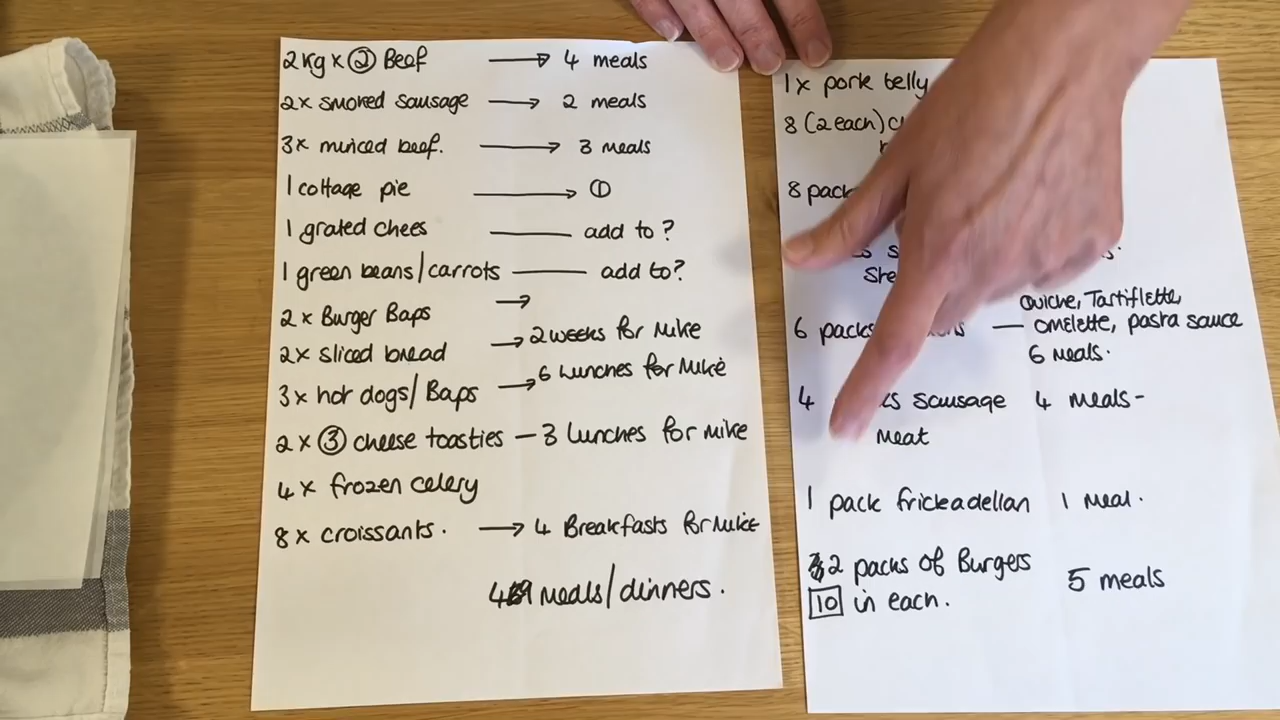 2kg x ② Beef → 4 meals
2x smoked sausage → 2 meals
3x minced beef. → 3 meals
1 cottage pie → ①
1 grated chees — add to?
1 green beans/carrots — add to?
2 x Burger Baps →
2x sliced bread → 2 weeks for Mike
3x hot dogs/Baps → 6 Lunches for Mike
2 x ③ cheese toasties — 3 Lunches for Mike
4x frozen celery
8x croissants. → 4 Breakfasts for Mike
meals/dinners.
1x pork belly
8 (2 each)
8 pack
6 packs — Quiche, Tartiflette,
omelette, pasta sauce
6 meals.
4 sausage 4 meals-
meat
1 pack frickadellan 1 meal.
2 packs of Burgers
10 in each. 5 meals